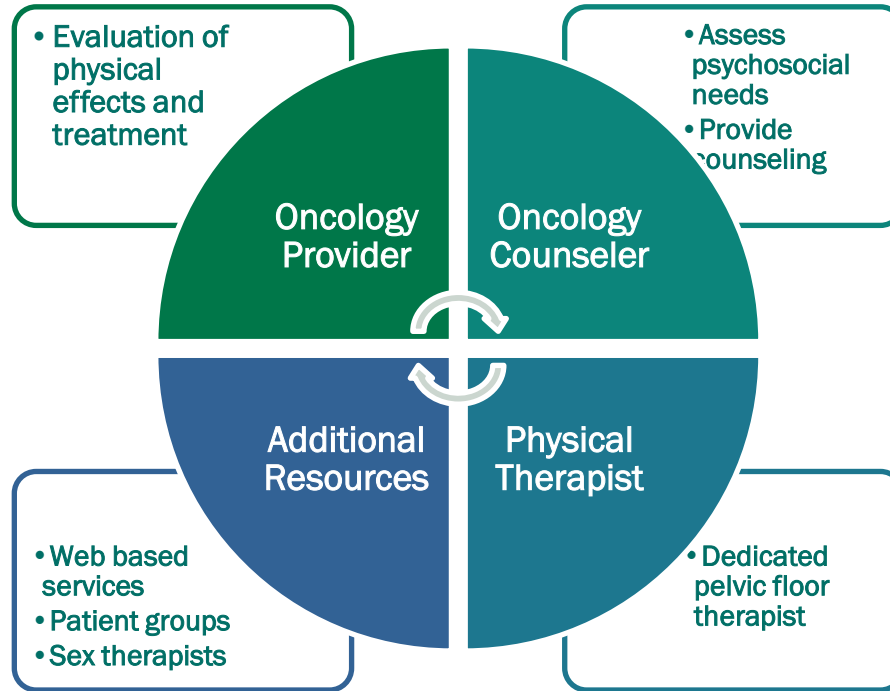 • Evaluation of
physical
effects and
treatment
• Assess
psychosocial
needs
• Provide
counseling
Oncology
Provider
Oncology
Counseler
Additional
Resources
Physical
Therapist
• Web based
services
• Patient groups
• Sex therapists
• Dedicated
pelvic floor
therapist